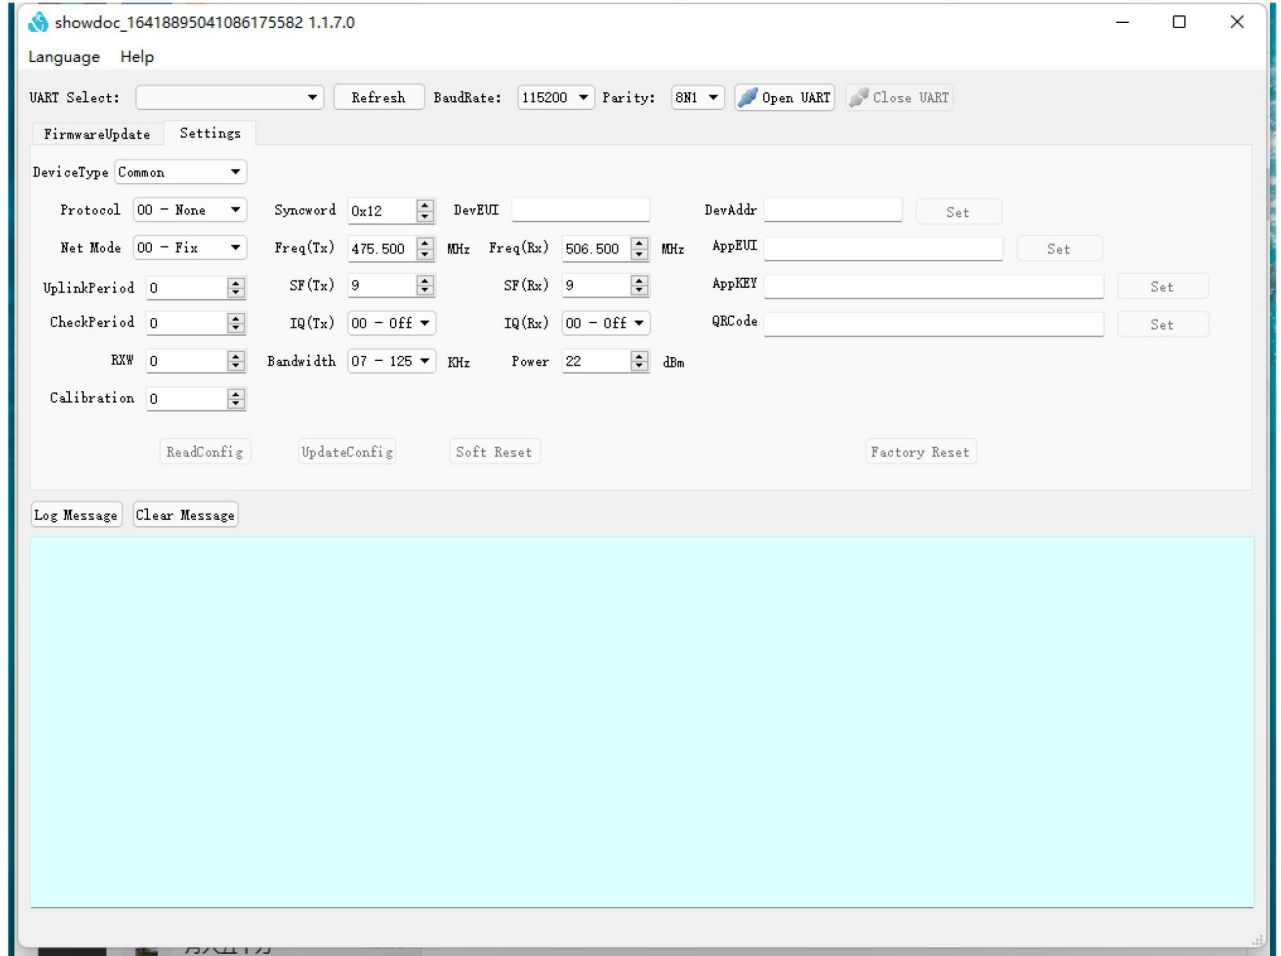 showdoc_16418895041086175582 1.1.7.0
Language Help
UART Select: Refresh BaudRate: 115200 Parity: 8N1 Open UART Close UART
FirmwareUpdate Settings
DeviceType Common
Protocol 00 - None Syncword 0x12 DevEUI DevAddr Set
Net Mode 00 - Fix Freq(Tx) 475.500 MHz Freq(Rx) 506.500 MHz AppEUI Set
UplinkPeriod 0 SF(Tx) 9 SF(Rx) 9 AppKEY Set
CheckPeriod 0 IQ(Tx) 00 - Off IQ(Rx) 00 - Off QRCode Set
RXW 0 Bandwidth 07 - 125 KHz Power 22 dBm
Calibration 0
ReadConfig UpdateConfig Soft Reset Factory Reset
Log Message Clear Message